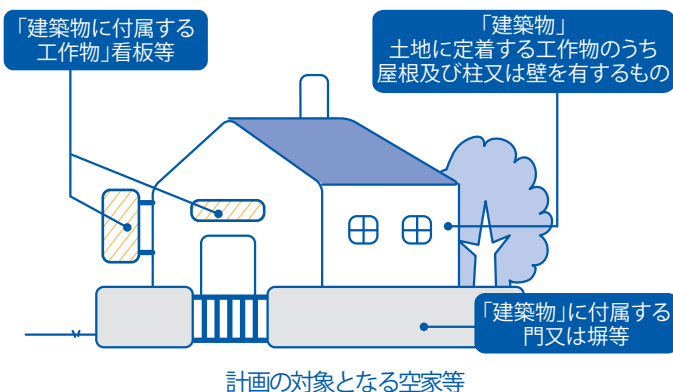 「建築物に付属する
工作物」看板等
「建築物」
土地に定着する工作物のうち
屋根及び柱又は壁を有するもの
「建築物」に付属する
門又は塀等
計画の対象となる空家等